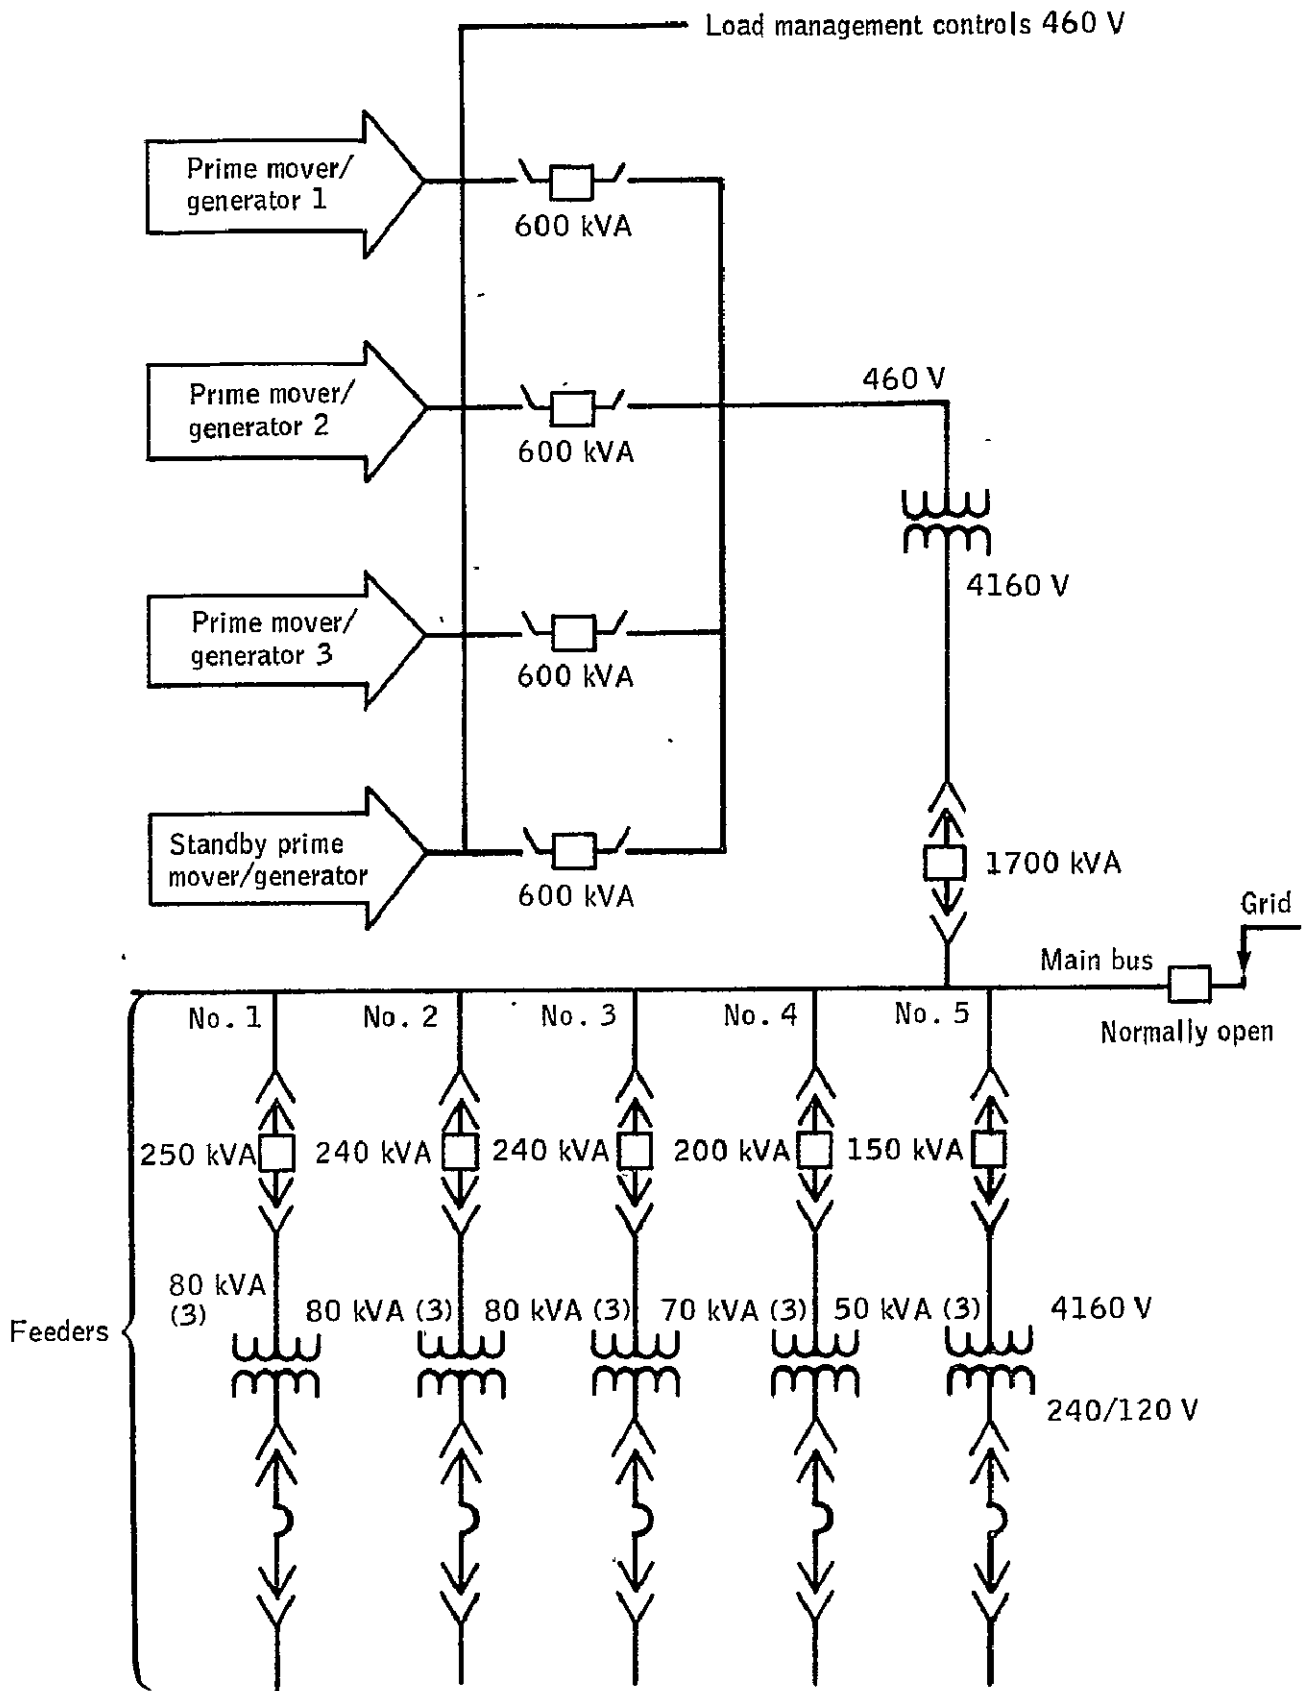 Load management controls 460 V
Prime mover/
generator 1
600 kVA
460 V
Prime mover/
generator 2
600 kVA
4160 V
Prime mover/
generator 3
600 kVA
Standby prime
mover/generator
600 kVA
1700 kVA
Grid
Main bus
Normally open
No. 1
No. 2
No. 3
No. 4
No. 5
250 kVA
240 kVA
240 kVA
200 kVA
150 kVA
80 kVA
(3)
80 kVA (3)
80 kVA (3)
70 kVA (3)
50 kVA (3)
4160 V
Feeders
240/120 V